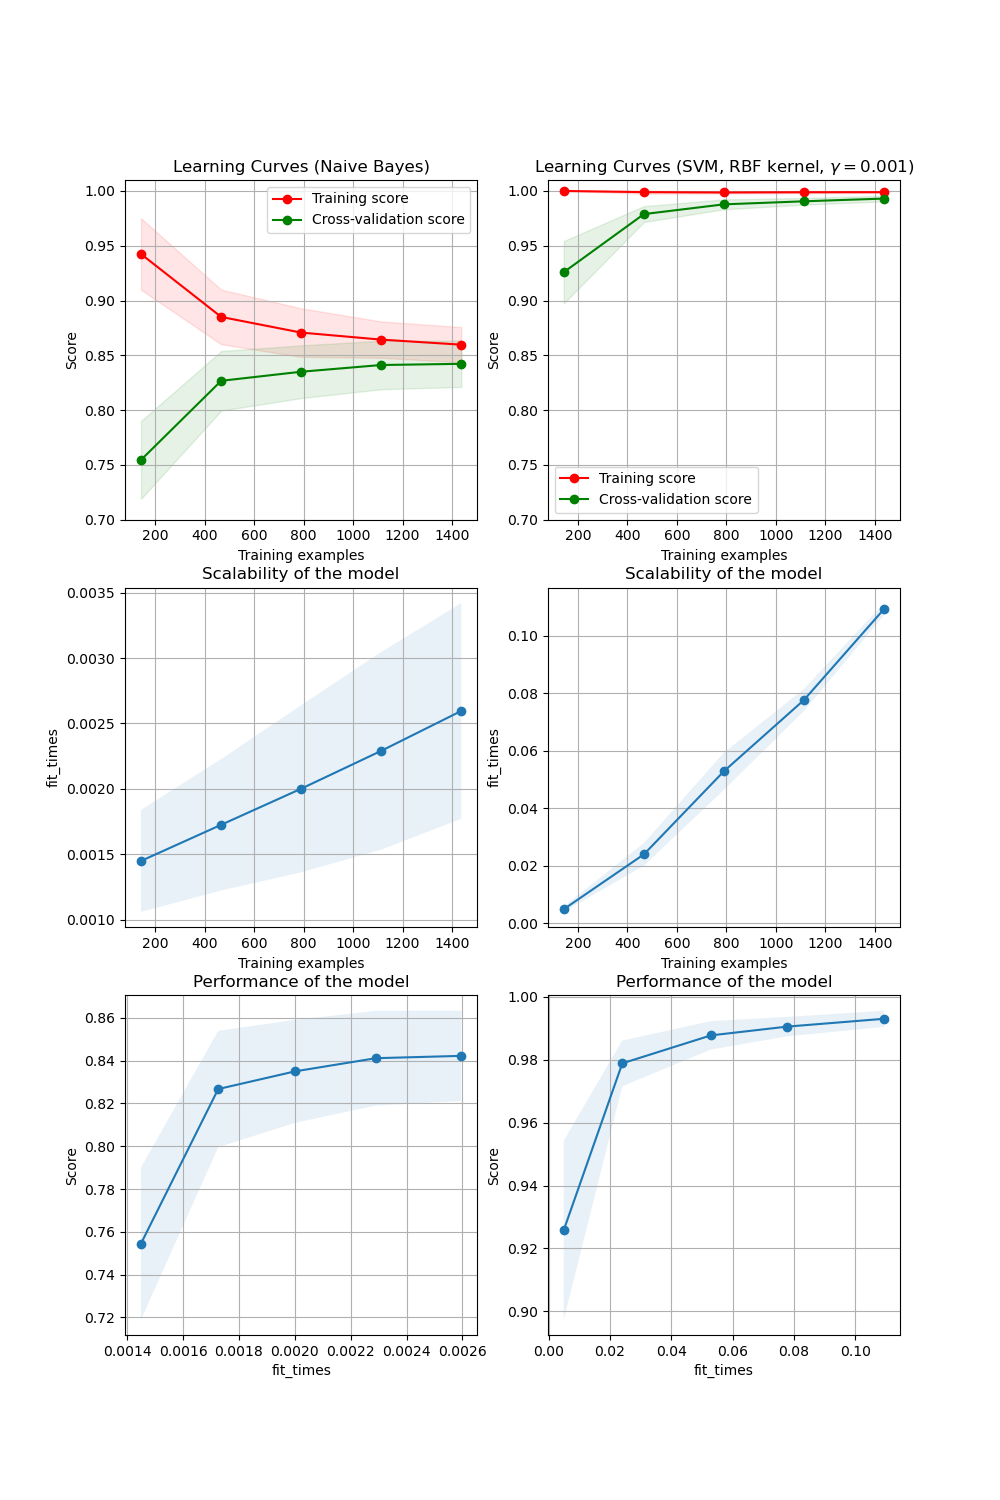 Learning Curves (Naive Bayes)
1.00
0.95
0.90
0.85
0.80
0.75
0.70
Score
Training score
Cross-validation score
200 400 600 800 1000 1200 1400
Training examples
Learning Curves (SVM, RBF kernel, γ = 0.001)
1.00
0.95
0.90
0.85
0.80
0.75
0.70
Score
Training score
Cross-validation score
200 400 600 800 1000 1200 1400
Training examples
Scalability of the model
0.0035
0.0030
0.0025
0.0020
0.0015
0.0010
fit_times
200 400 600 800 1000 1200 1400
Training examples
Scalability of the model
0.10
0.08
0.06
0.04
0.02
0.00
fit_times
200 400 600 800 1000 1200 1400
Training examples
Performance of the model
0.86
0.84
0.82
0.80
0.78
0.76
0.74
0.72
Score
0.0014 0.0016 0.0018 0.0020 0.0022 0.0024 0.0026
fit_times
Performance of the model
1.00
0.98
0.96
0.94
0.92
0.90
Score
0.00 0.02 0.04 0.06 0.08 0.10
fit_times